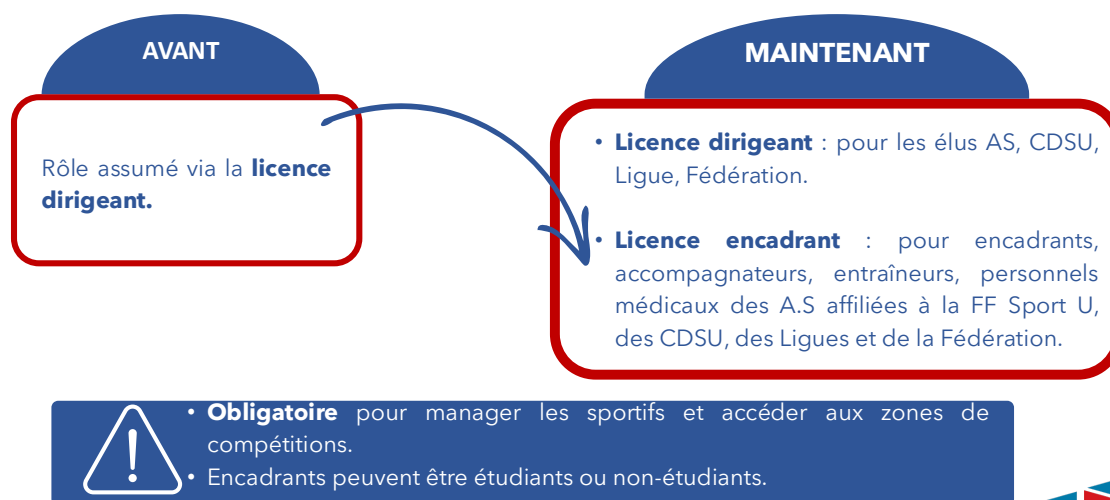 AVANT
Rôle assumé via la licence
dirigeant.
MAINTENANT
• Licence dirigeant : pour les élus AS, CDSU,
Ligue, Fédération.
• Licence encadrant : pour encadrants,
accompagnateurs, entraîneurs, personnels
médicaux des A.S affiliées à la FF Sport U,
des CDSU, des Ligues et de la Fédération.
• Obligatoire pour manager les sportifs et accéder aux zones de
compétitions.
• Encadrants peuvent être étudiants ou non-étudiants.